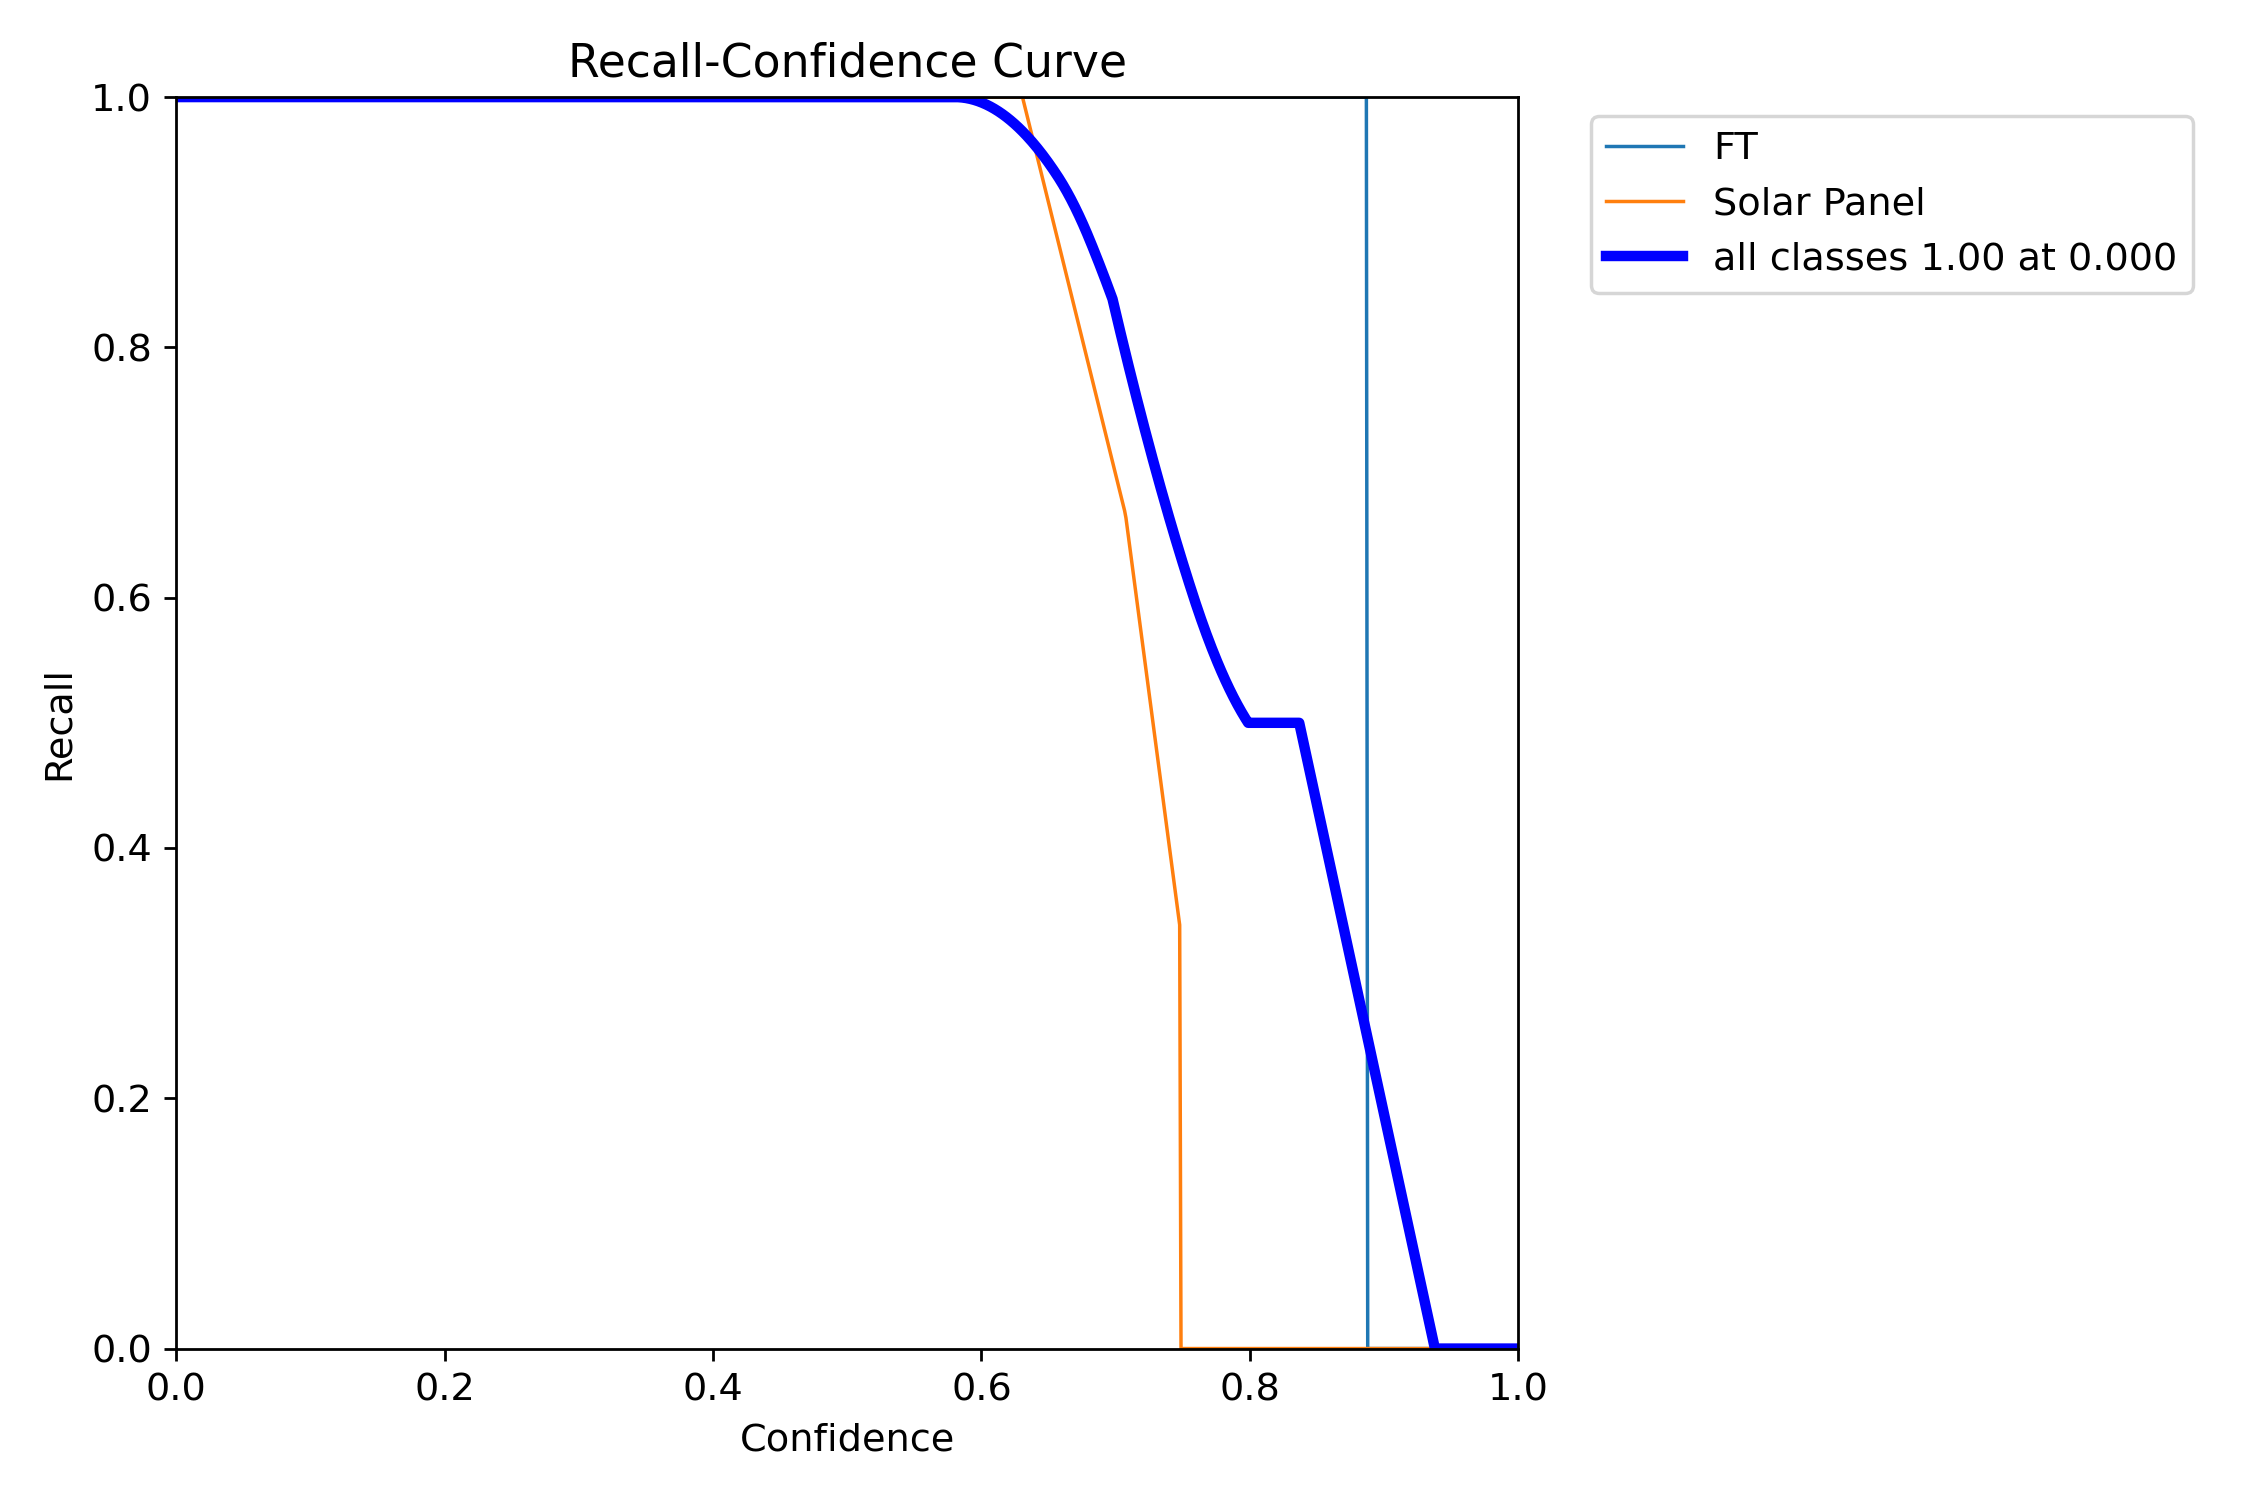 Recall-Confidence Curve
1.0
0.8
0.6
0.4
0.2
0.0
Recall
0.0 0.2 0.4 0.6 0.8 1.0
Confidence
FT
Solar Panel
all classes 1.00 at 0.000